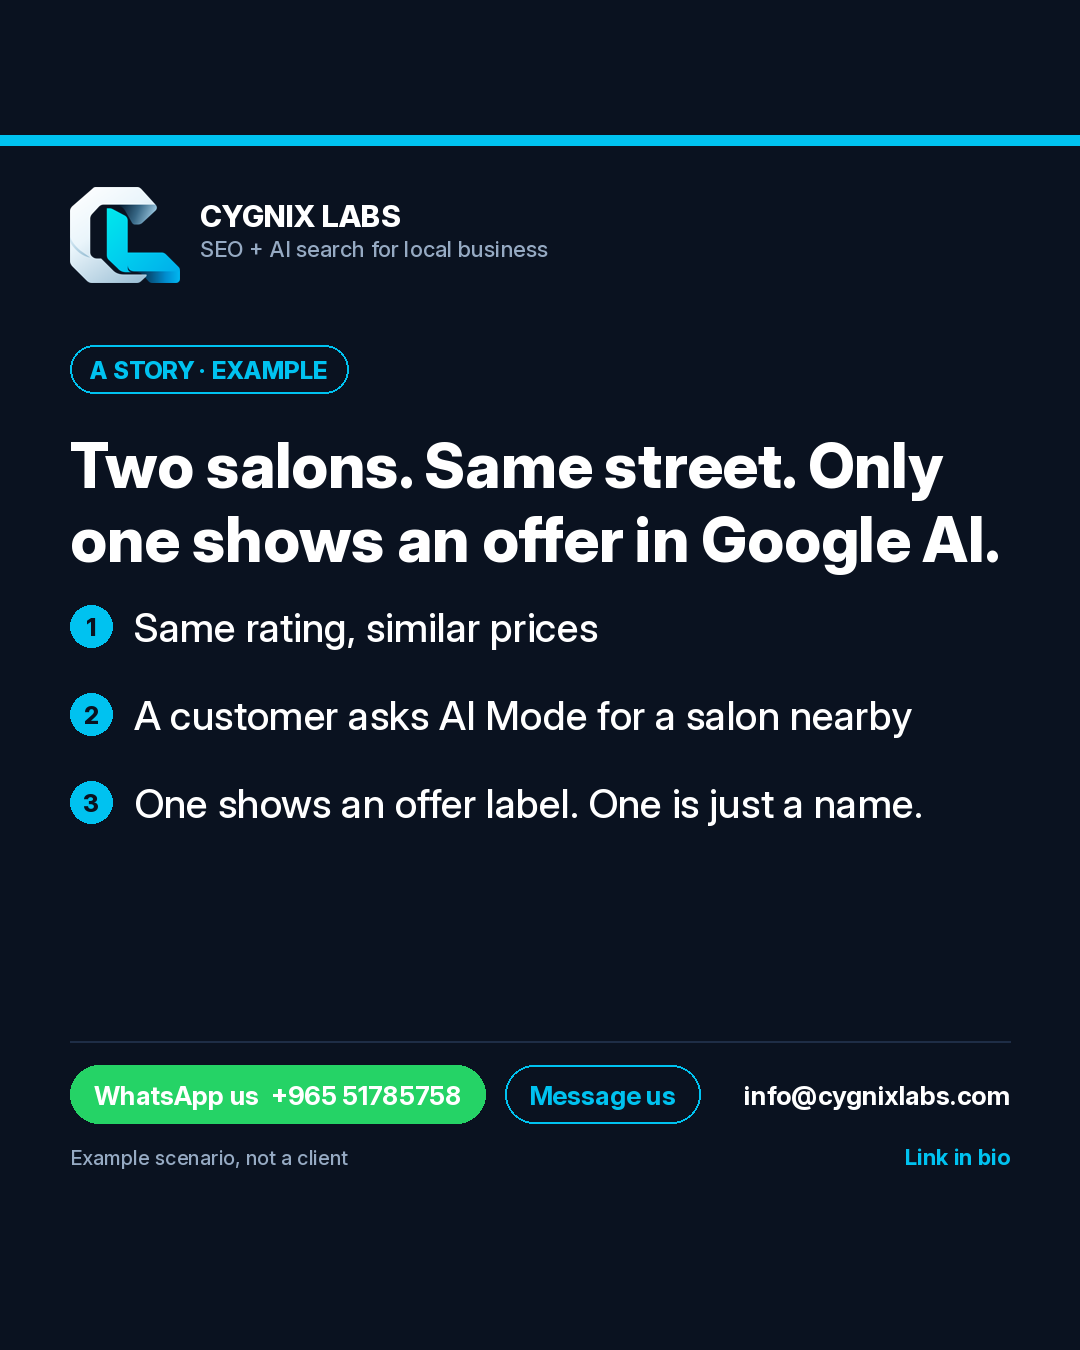 CYGNIX LABS
SEO + AI search for local business
A STORY · EXAMPLE
Two salons. Same street. Only
one shows an offer in Google AI.
1 Same rating, similar prices
2 A customer asks AI Mode for a salon nearby
3 One shows an offer label. One is just a name.
WhatsApp us +965 51785758 Message us info@cygnixlabs.com
Example scenario, not a client Link in bio